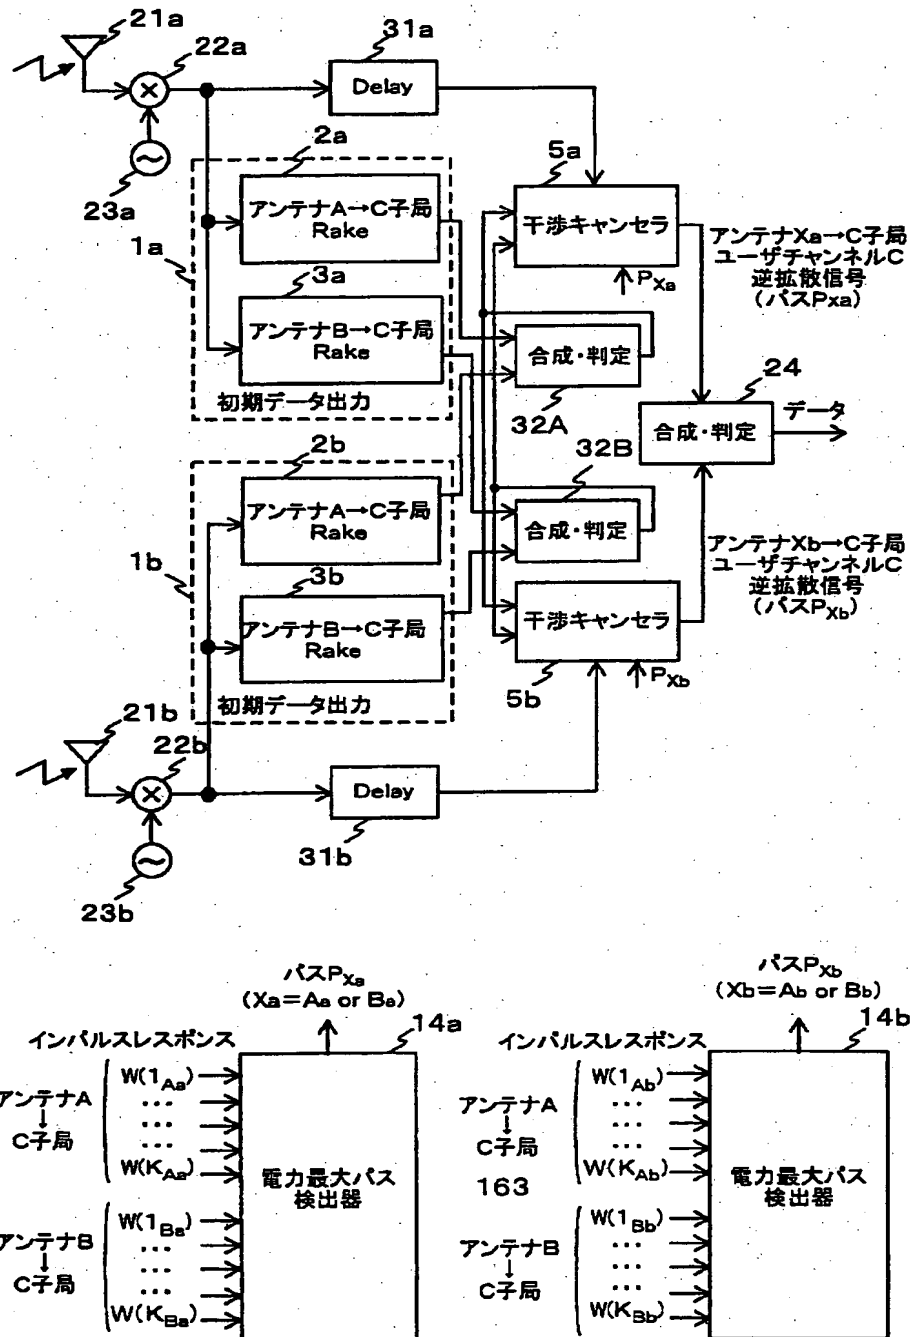 21a
22a
31a
Delay
23a
2a
アンテナA→C子局
Rake
1a
3a
アンテナB→C子局
Rake
初期データ出力
5a
干渉キャンセラ
PXa
アンテナXa→C子局
ユーザチャンネルC
逆拡散信号
(パスPxa)
合成・判定
32A
24
合成・判定
データ
2b
アンテナA→C子局
Rake
1b
3b
アンテナB→C子局
Rake
初期データ出力
32B
合成・判定
干渉キャンセラ
5b
PXb
アンテナXb→C子局
ユーザチャンネルC
逆拡散信号
(パスPXb)
21b
22b
Delay
31b
23b
パスPXa
(Xa=Aa or Ba)
14a
インパルスレスポンス
アンテナA
↓
C子局
W(1Aa)
...
...
...
W(KAa)
アンテナB
↓
C子局
W(1Ba)
...
...
...
W(KBa)
電力最大パス
検出器
パスPXb
(Xb=Ab or Bb)
14b
インパルスレスポンス
アンテナA
↓
C子局
163
W(1Ab)
...
...
...
W(KAb)
アンテナB
↓
C子局
W(1Bb)
...
...
...
W(KBb)
電力最大パス
検出器